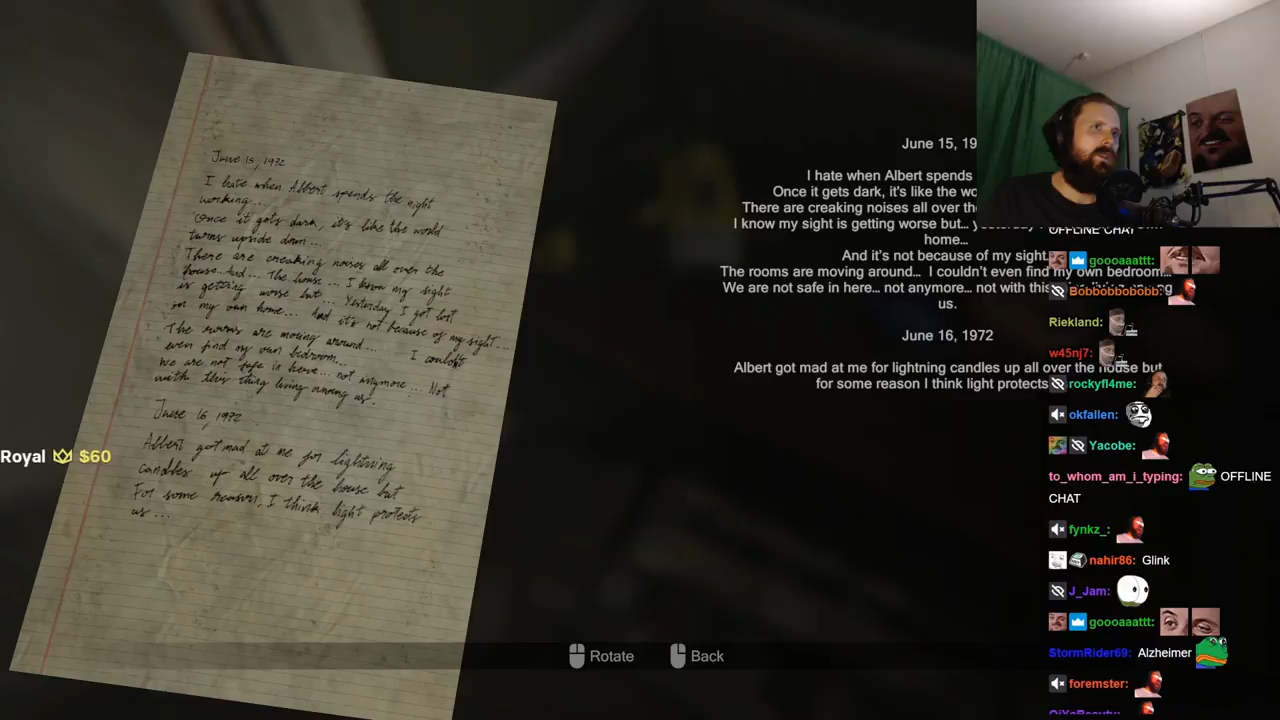 June 15, 1972
I hate when Albert spends the night
working...
Once it gets dark, it's like the world
turns upside down...
There are creaking noises all over the
house... And... The house... I know my sight
is getting worse but... Yesterday I got lost
in my own home... And it's not because of my sight...
The rooms are moving around... I couldn't
even find my own bedroom...
We are not safe in here... not anymore... Not
with this thing living among us.
June 16, 1972
Albert got mad at me for lightning
candles up all over the house but
For some reason, I think light protects
us...
Royal $60
June 15, 19
I hate when Albert spends
Once it gets dark, it's like the wo
There are creaking noises all over th
I know my sight is getting worse but...
home...
And it's not because of my sight.
The rooms are moving around... I couldn't even find my own bedroom...
We are not safe in here... not anymore... not with this
us.
June 16, 1972
Albert got mad at me for lightning candles up all over the house but
for some reason I think light protects
Rotate
Back
OFFLINE CHAT
goooaaattt:
Bobbobbobobb:
Riekland:
w45nj7:
rockyfl4me:
okfallen:
Yacobe:
to_whom_am_i_typing: OFFLINE
CHAT
fynkz_:
nahir86: Glink
J_Jam:
goooaaattt:
StormRider69: Alzheimer
foremster: